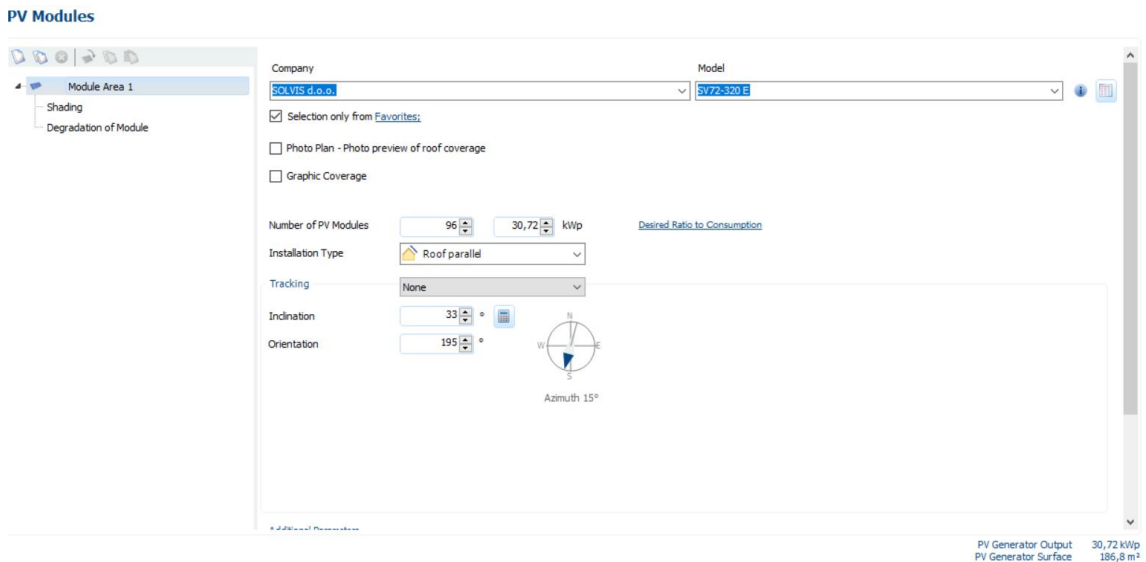 PV Modules
Module Area 1
Shading
Degradation of Module
Company
Model
SOLVIS d.o.o.
SV72-320 E
Selection only from Favorites;
Photo Plan - Photo preview of roof coverage
Graphic Coverage
Number of PV Modules 96 30,72 kWp Desired Ratio to Consumption
Installation Type Roof parallel
Tracking None
Inclination 33 °
Orientation 195 °
N
W E
S
Azimuth 15°
Additional Parameters
PV Generator Output 30,72 kWp
PV Generator Surface 186,8 m²